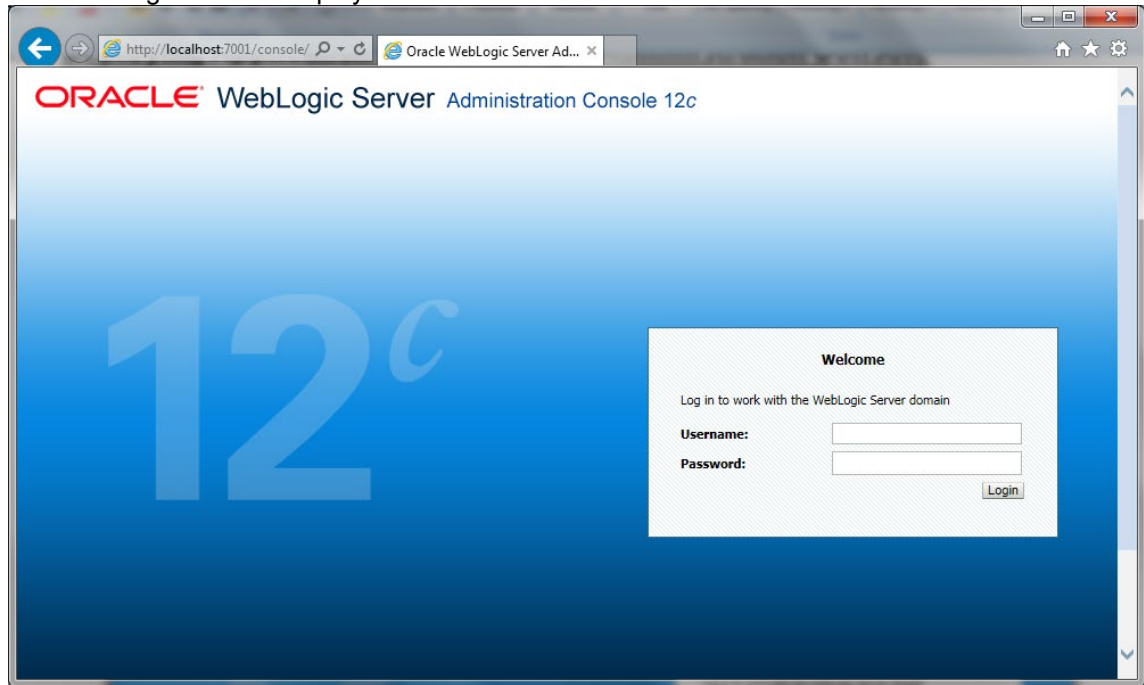 http://localhost:7001/console/
Oracle WebLogic Server Ad...
ORACLE WebLogic Server Administration Console 12c
12c
Welcome
Log in to work with the WebLogic Server domain
Username:
Password:
Login